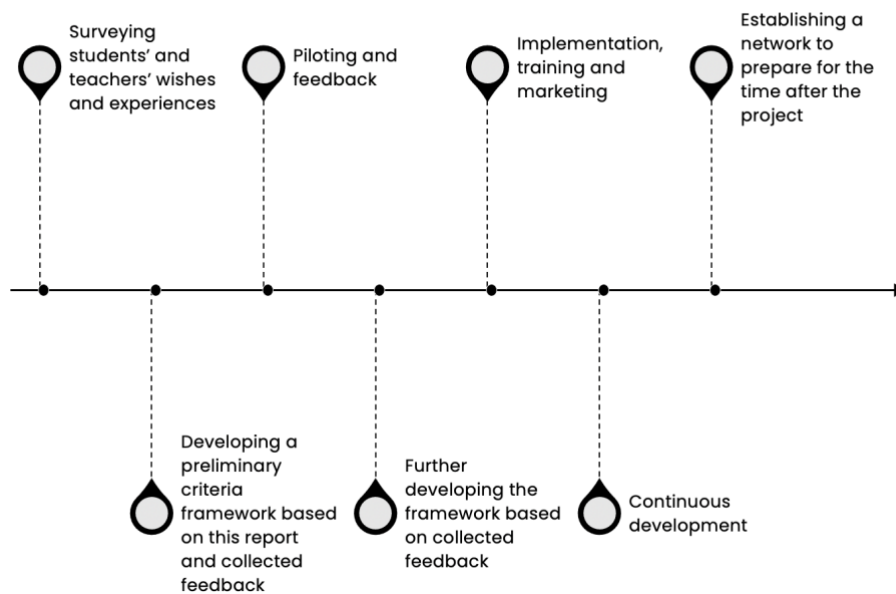 Surveying
students’ and
teachers’ wishes
and experiences
Developing a
preliminary
criteria
framework based
on this report
and collected
feedback
Piloting and
feedback
Further
developing the
framework based
on collected
feedback
Implementation,
training and
marketing
Continuous
development
Establishing a
network to
prepare for the
time after the
project